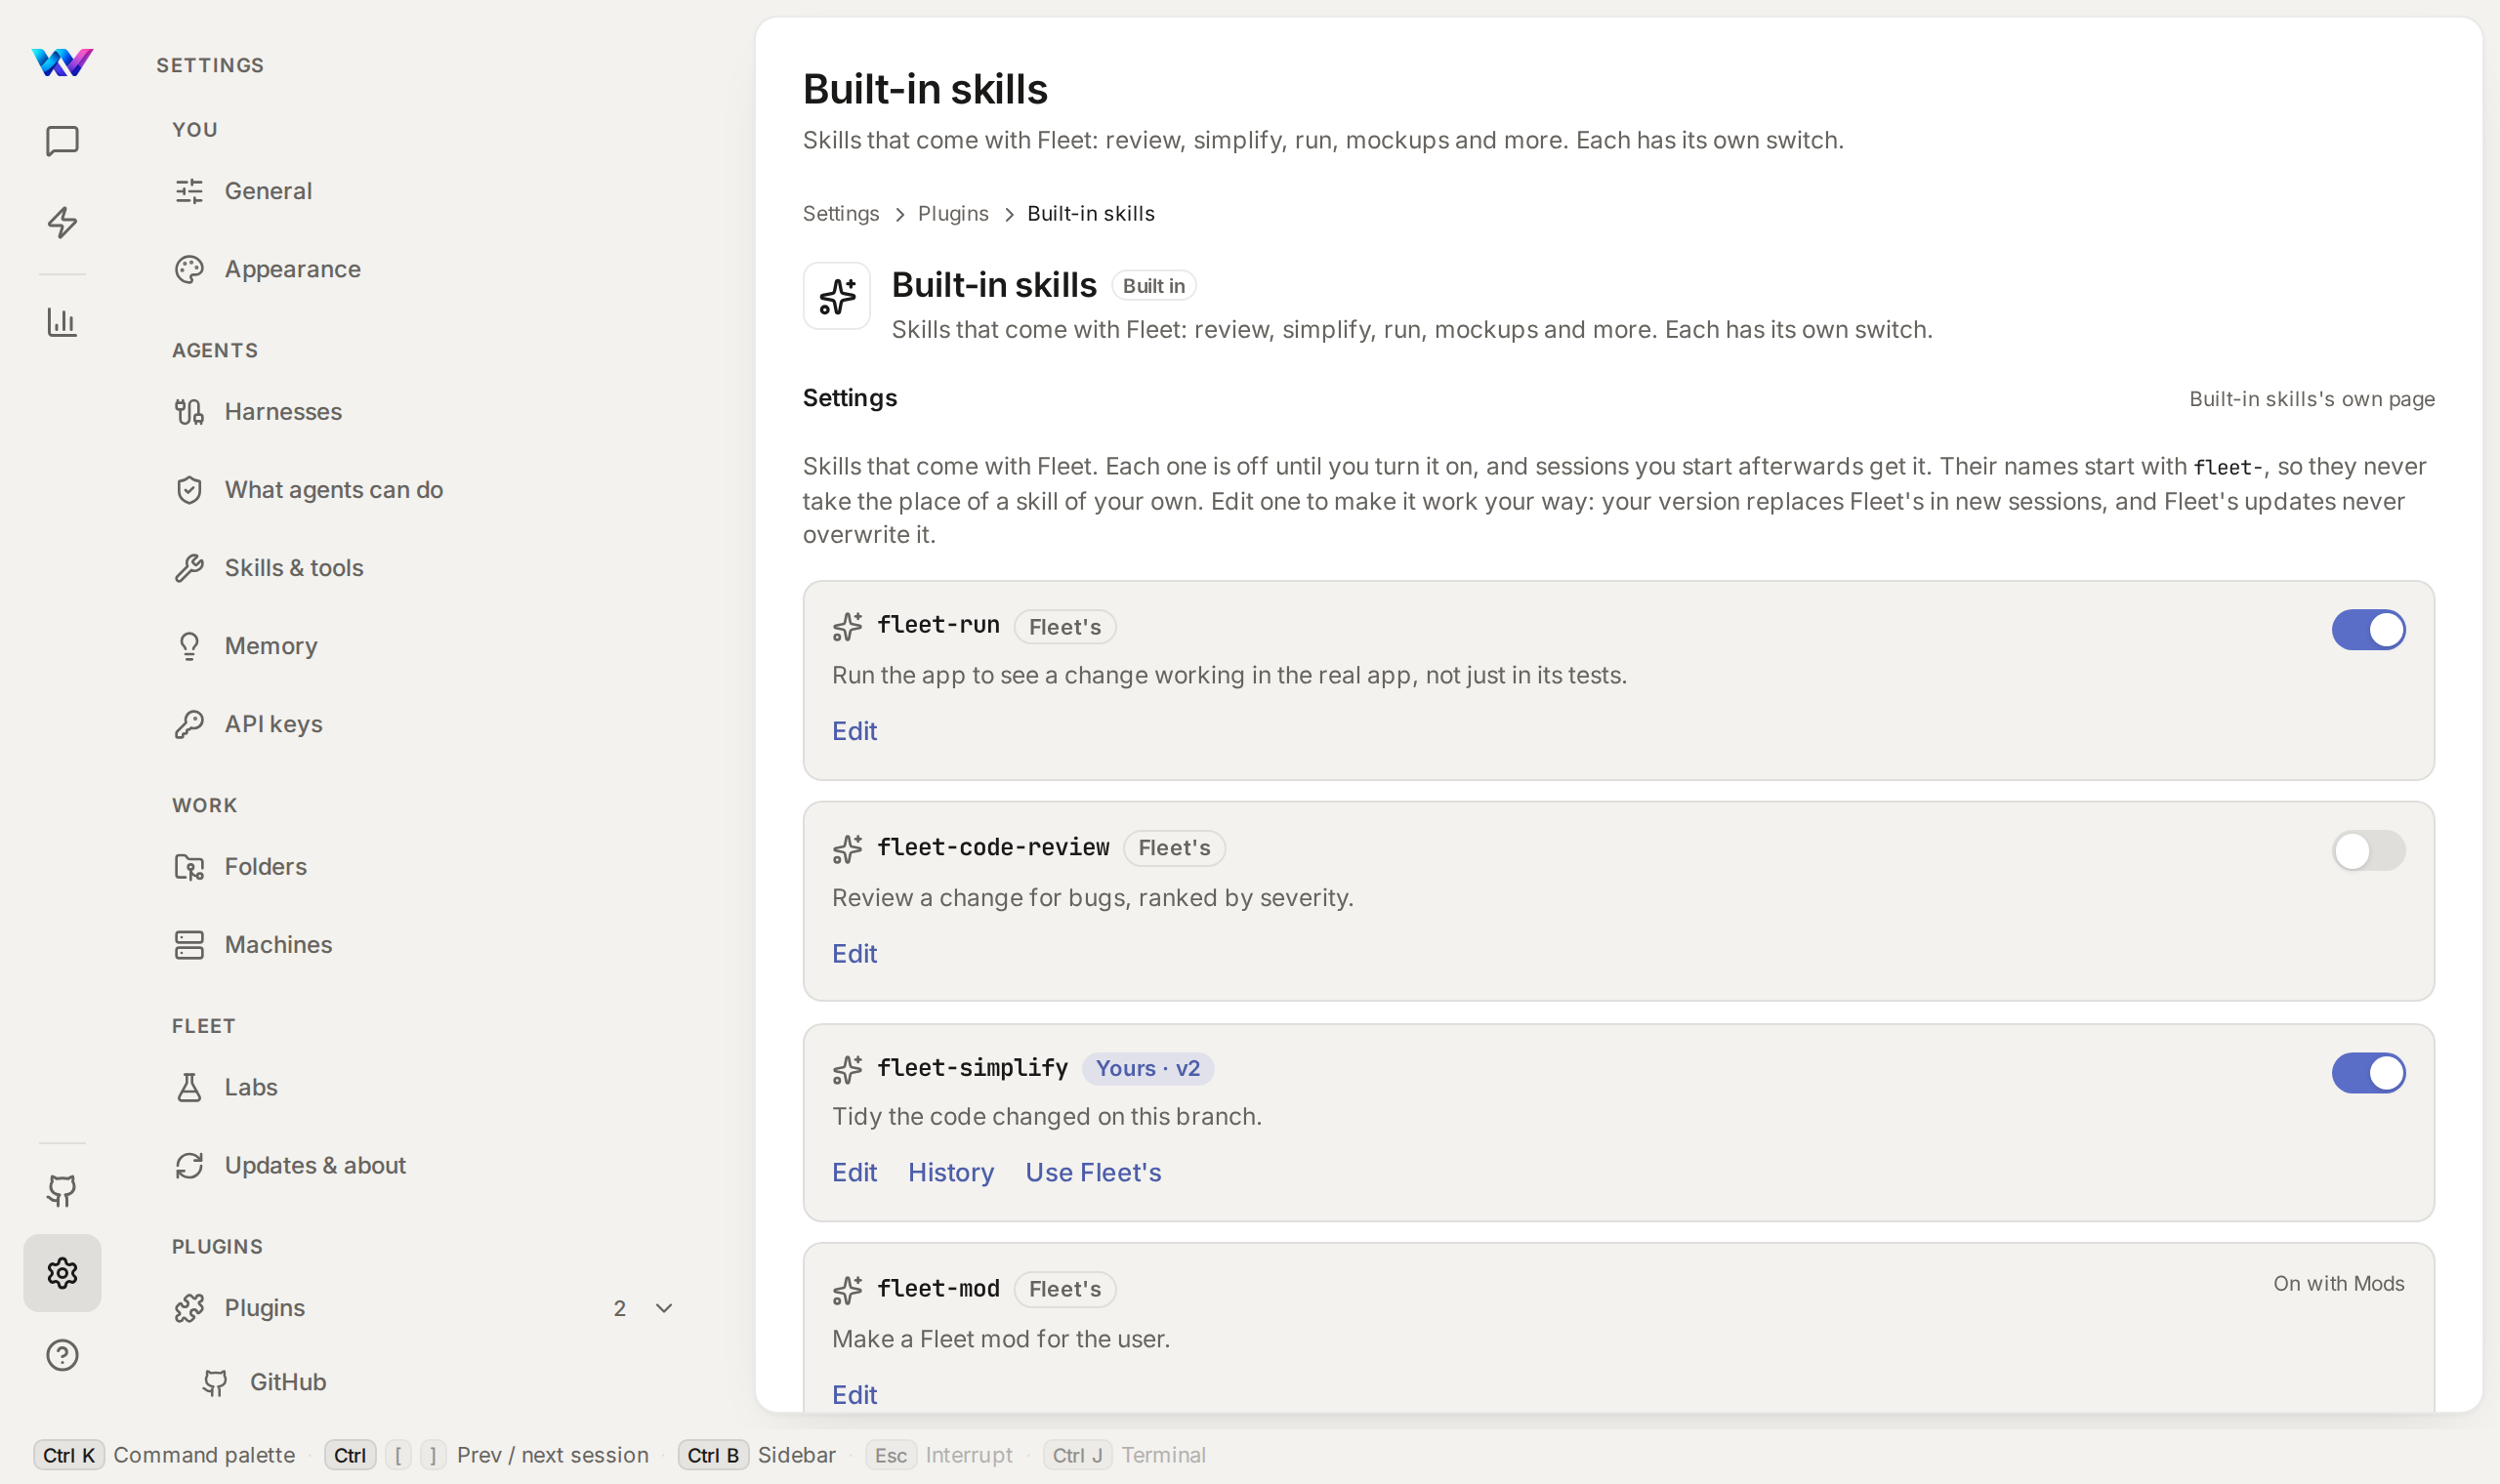 SETTINGS
YOU
General
Appearance
AGENTS
Harnesses
What agents can do
Skills & tools
Memory
API keys
WORK
Folders
Machines
FLEET
Labs
Updates & about
PLUGINS
Plugins 2
GitHub
Built-in skills
Skills that come with Fleet: review, simplify, run, mockups and more. Each has its own switch.
Settings > Plugins > Built-in skills
Built-in skills Built in
Skills that come with Fleet: review, simplify, run, mockups and more. Each has its own switch.
Settings Built-in skills's own page
Skills that come with Fleet. Each one is off until you turn it on, and sessions you start afterwards get it. Their names start with fleet-, so they never
take the place of a skill of your own. Edit one to make it work your way: your version replaces Fleet's in new sessions, and Fleet's updates never
overwrite it.
fleet-run Fleet's
Run the app to see a change working in the real app, not just in its tests.
Edit
fleet-code-review Fleet's
Review a change for bugs, ranked by severity.
Edit
fleet-simplify Yours · v2
Tidy the code changed on this branch.
Edit History Use Fleet's
fleet-mod Fleet's On with Mods
Make a Fleet mod for the user.
Edit
Ctrl K Command palette · Ctrl [ ] Prev / next session · Ctrl B Sidebar · Esc Interrupt · Ctrl J Terminal